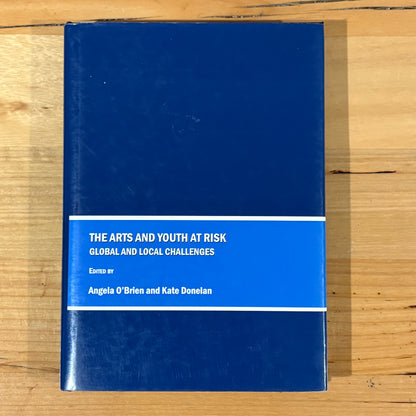 THE ARTS AND YOUTH AT RISK
GLOBAL AND LOCAL CHALLENGES
EDITED BY
Angela O'Brien and Kate Donelan